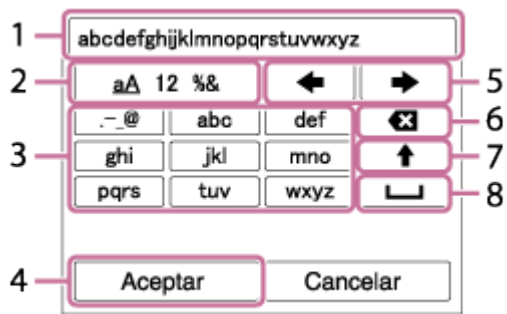 1 abcdefghijklmnopqrstuvwxyz
2 aA 12 %& 5
.-_@ abc def 6
3 ghi jkl mno 7
pqrs tuv wxyz 8
4 Aceptar Cancelar